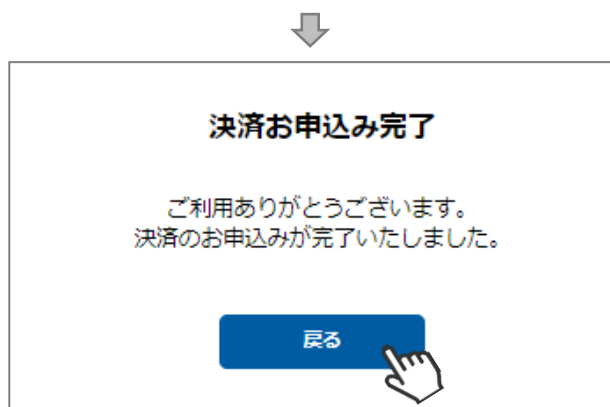 決済お申込み完了
ご利用ありがとうございます。
決済のお申込みが完了いたしました。
戻る